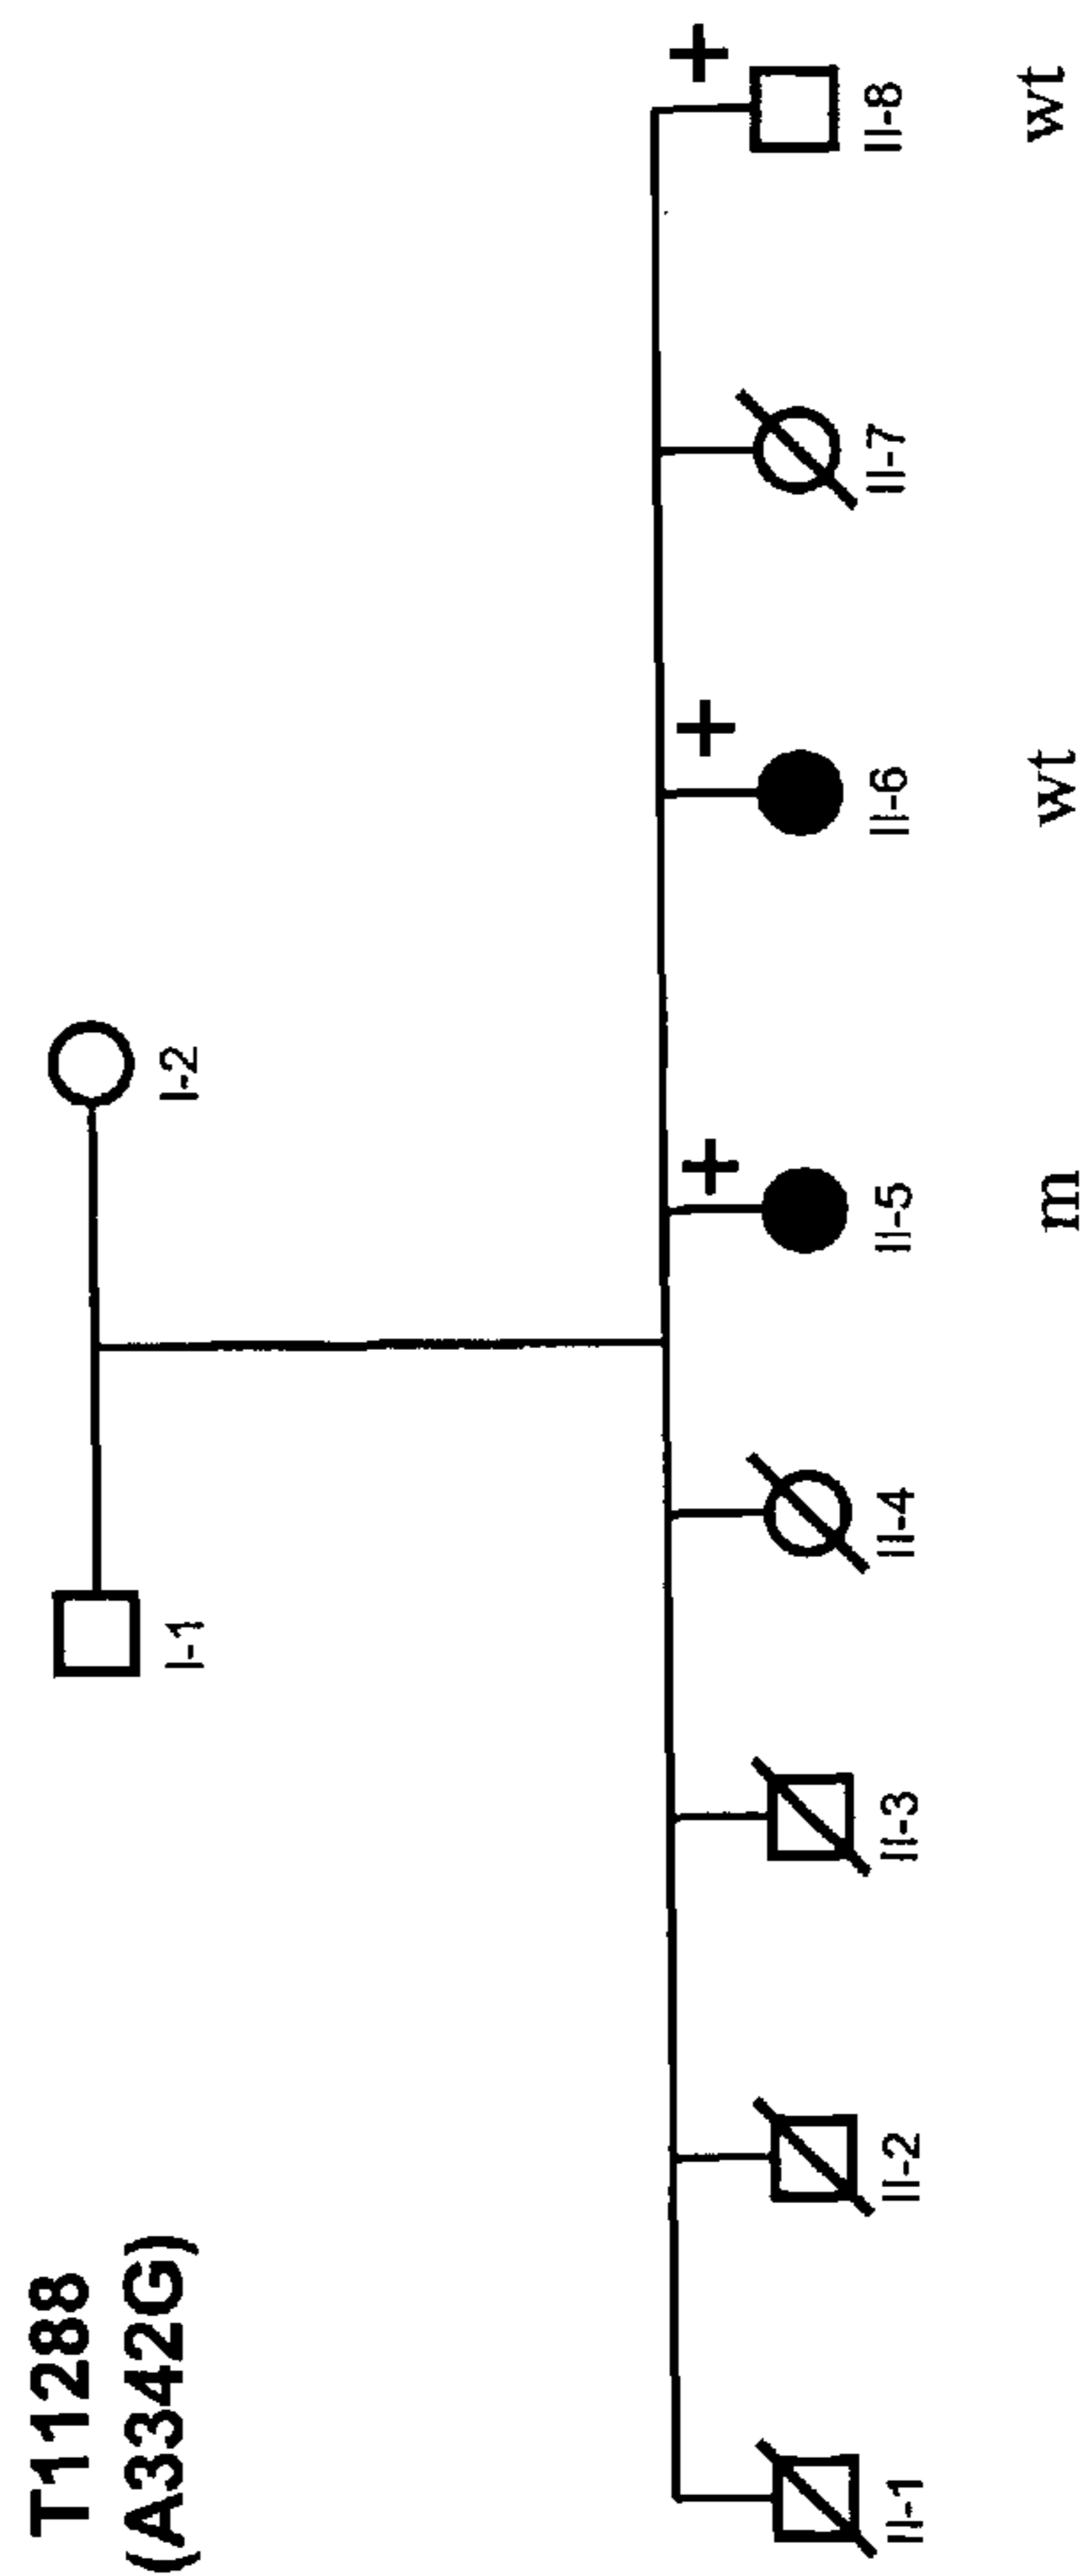 T11288
(A3342G)
I-1
I-2
+
+
+
II-1
II-2
II-3
II-4
II-5
II-6
II-7
II-8
m
wt
wt